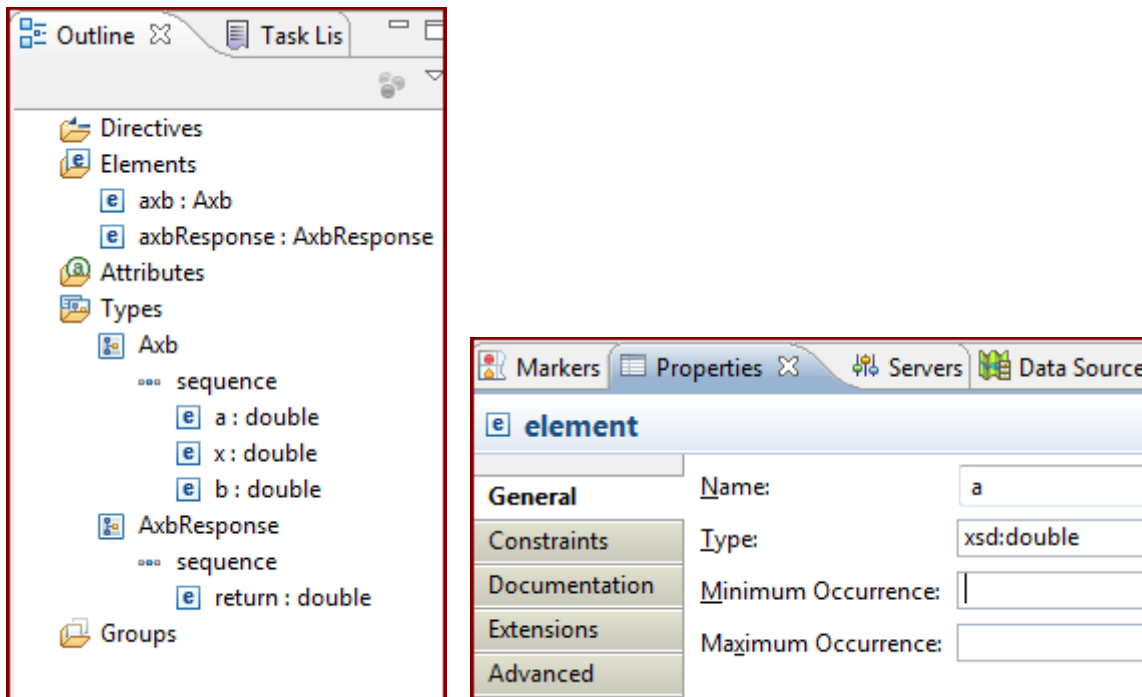 Outline Task Lis
Directives
Elements
e axb : Axb
e axbResponse : AxbResponse
a Attributes
Types
Axb
sequence
e a : double
e x : double
e b : double
AxbResponse
sequence
e return : double
Groups
Markers Properties Servers Data Source
e element
General
Constraints
Documentation
Extensions
Advanced
Name: a
Type: xsd:double
Minimum Occurrence:
Maximum Occurrence: